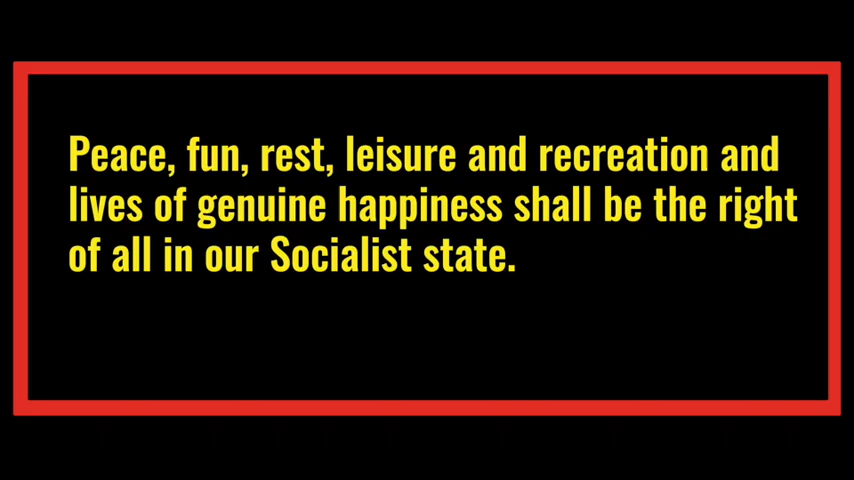 Peace, fun, rest, leisure and recreation and
lives of genuine happiness shall be the right
of all in our Socialist state.